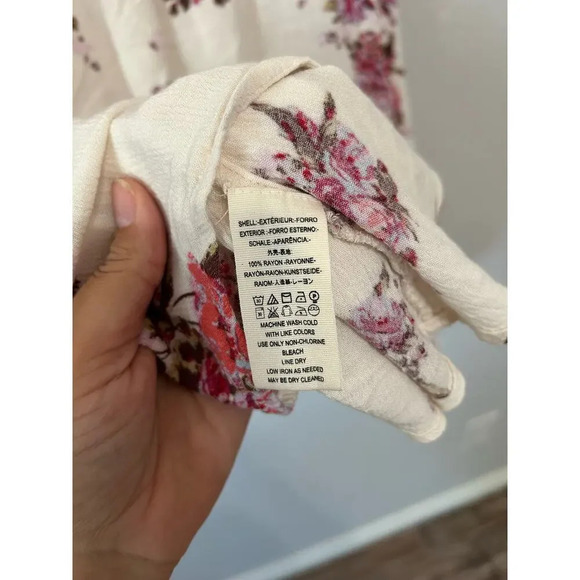 SHELL-EXTÉRIEUR-FORRO
EXTERIOR-FORRO ESTERNO-
SCHALE-APARÊNCIA:
外殻-表地:
100% RAYON-RAYONNE-
RAYÓN-RAION-KUNSTSEIDE-
RAIOM-人造絲-レーヨン
MACHINE WASH COLD
WITH LIKE COLORS
USE ONLY NON-CHLORINE
BLEACH
LINE DRY
LOW IRON AS NEEDED
MAY BE DRY CLEANED